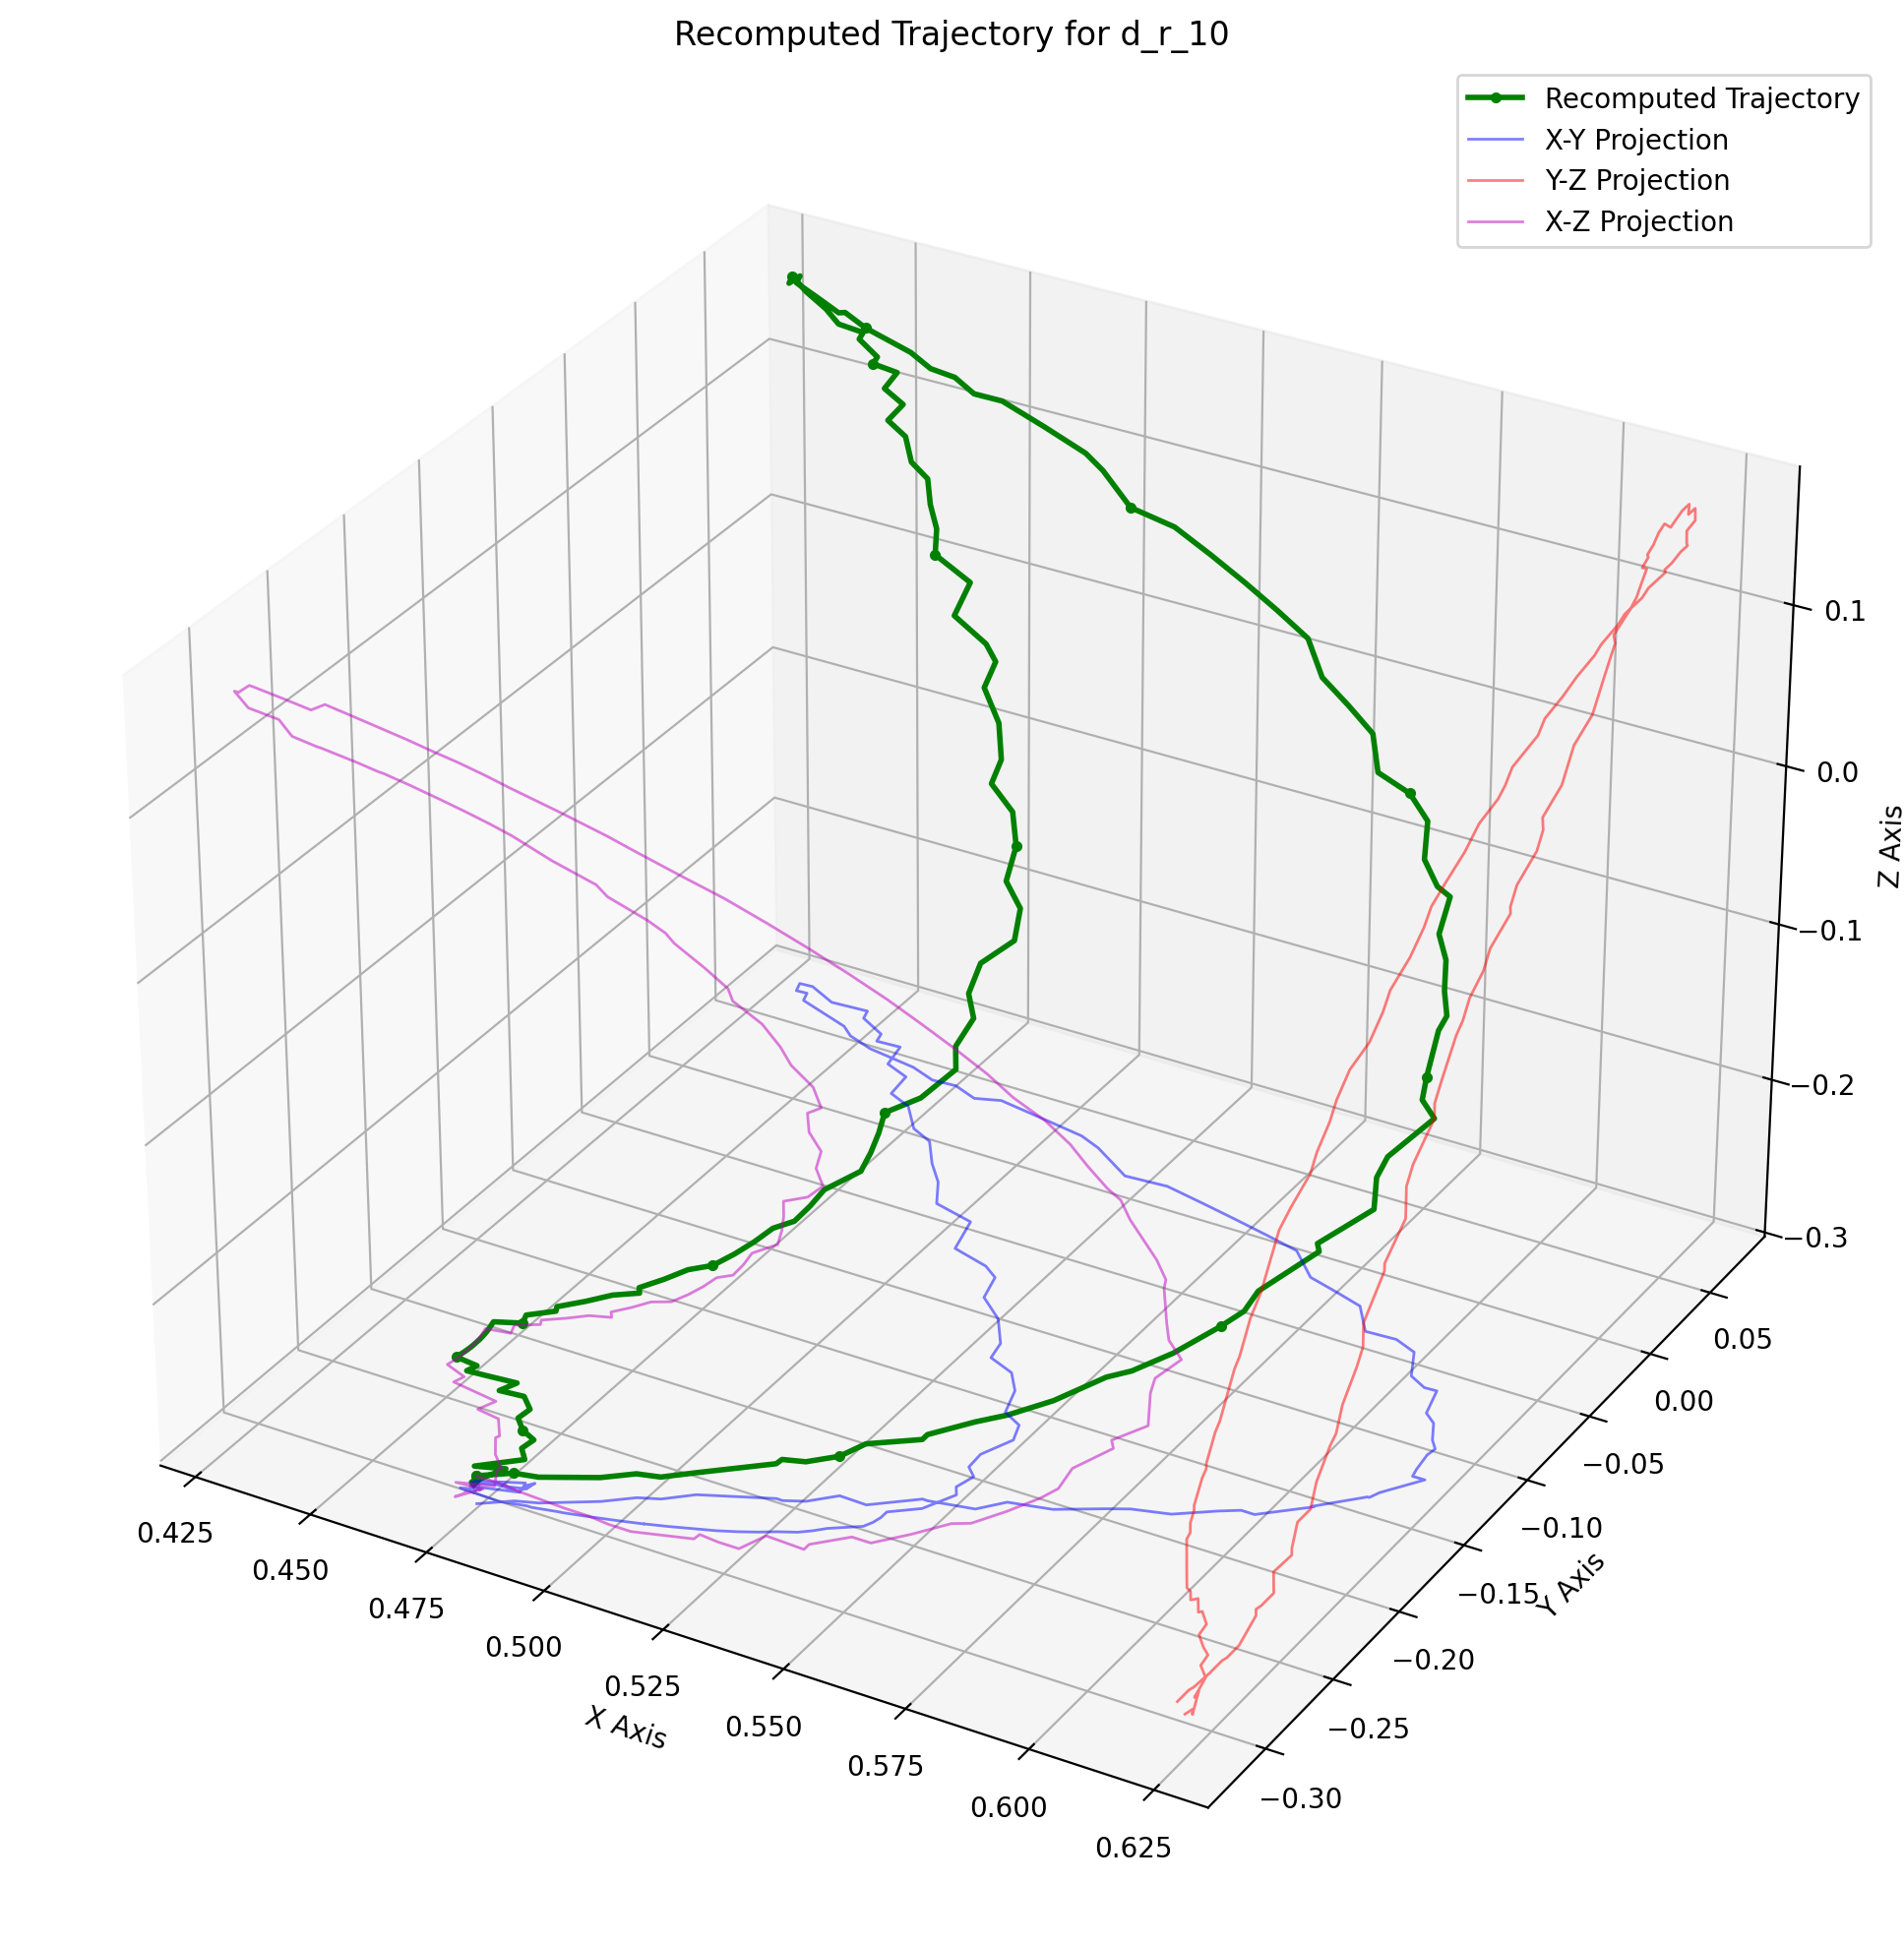 Recomputed Trajectory for d_r_10
Recomputed Trajectory
X-Y Projection
Y-Z Projection
X-Z Projection
0.1
0.0
−0.1
−0.2
−0.3
Z Axis
0.05
0.00
−0.05
−0.10
−0.15
−0.20
−0.25
−0.30
Y Axis
0.425
0.450
0.475
0.500
0.525
0.550
0.575
0.600
0.625
X Axis